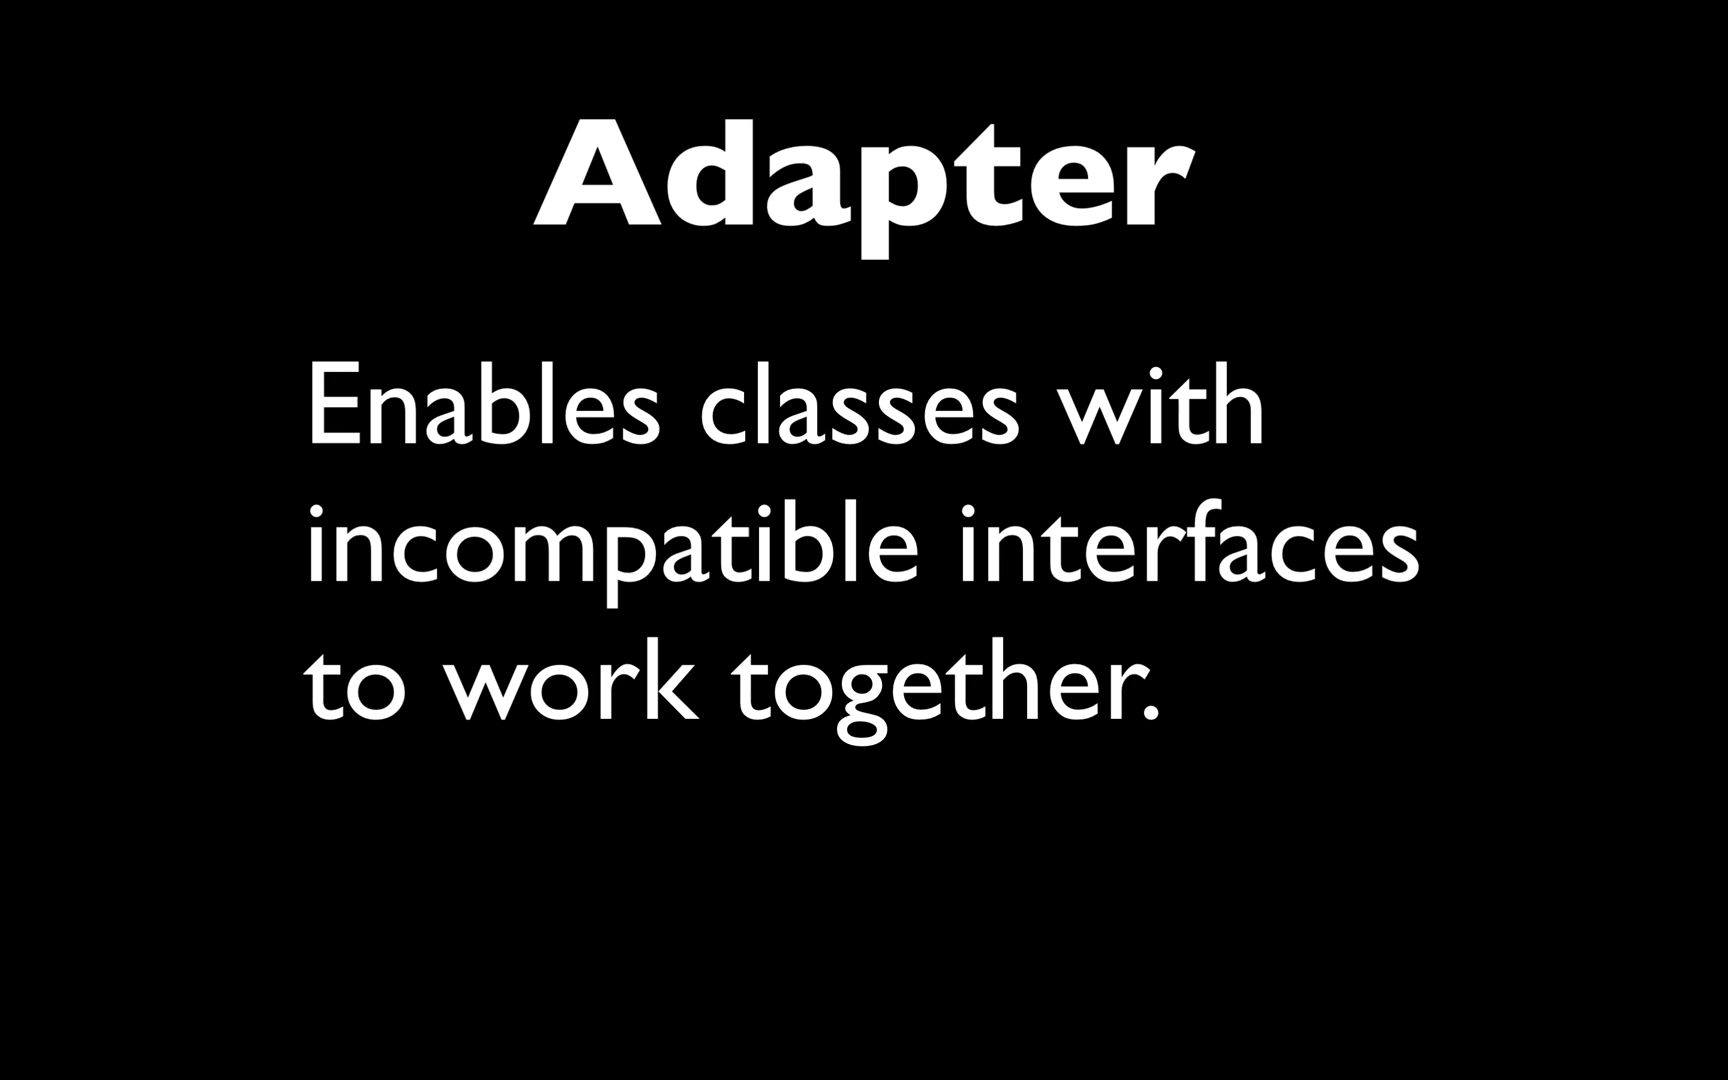 Adapter
Enables classes with
incompatible interfaces
to work together.